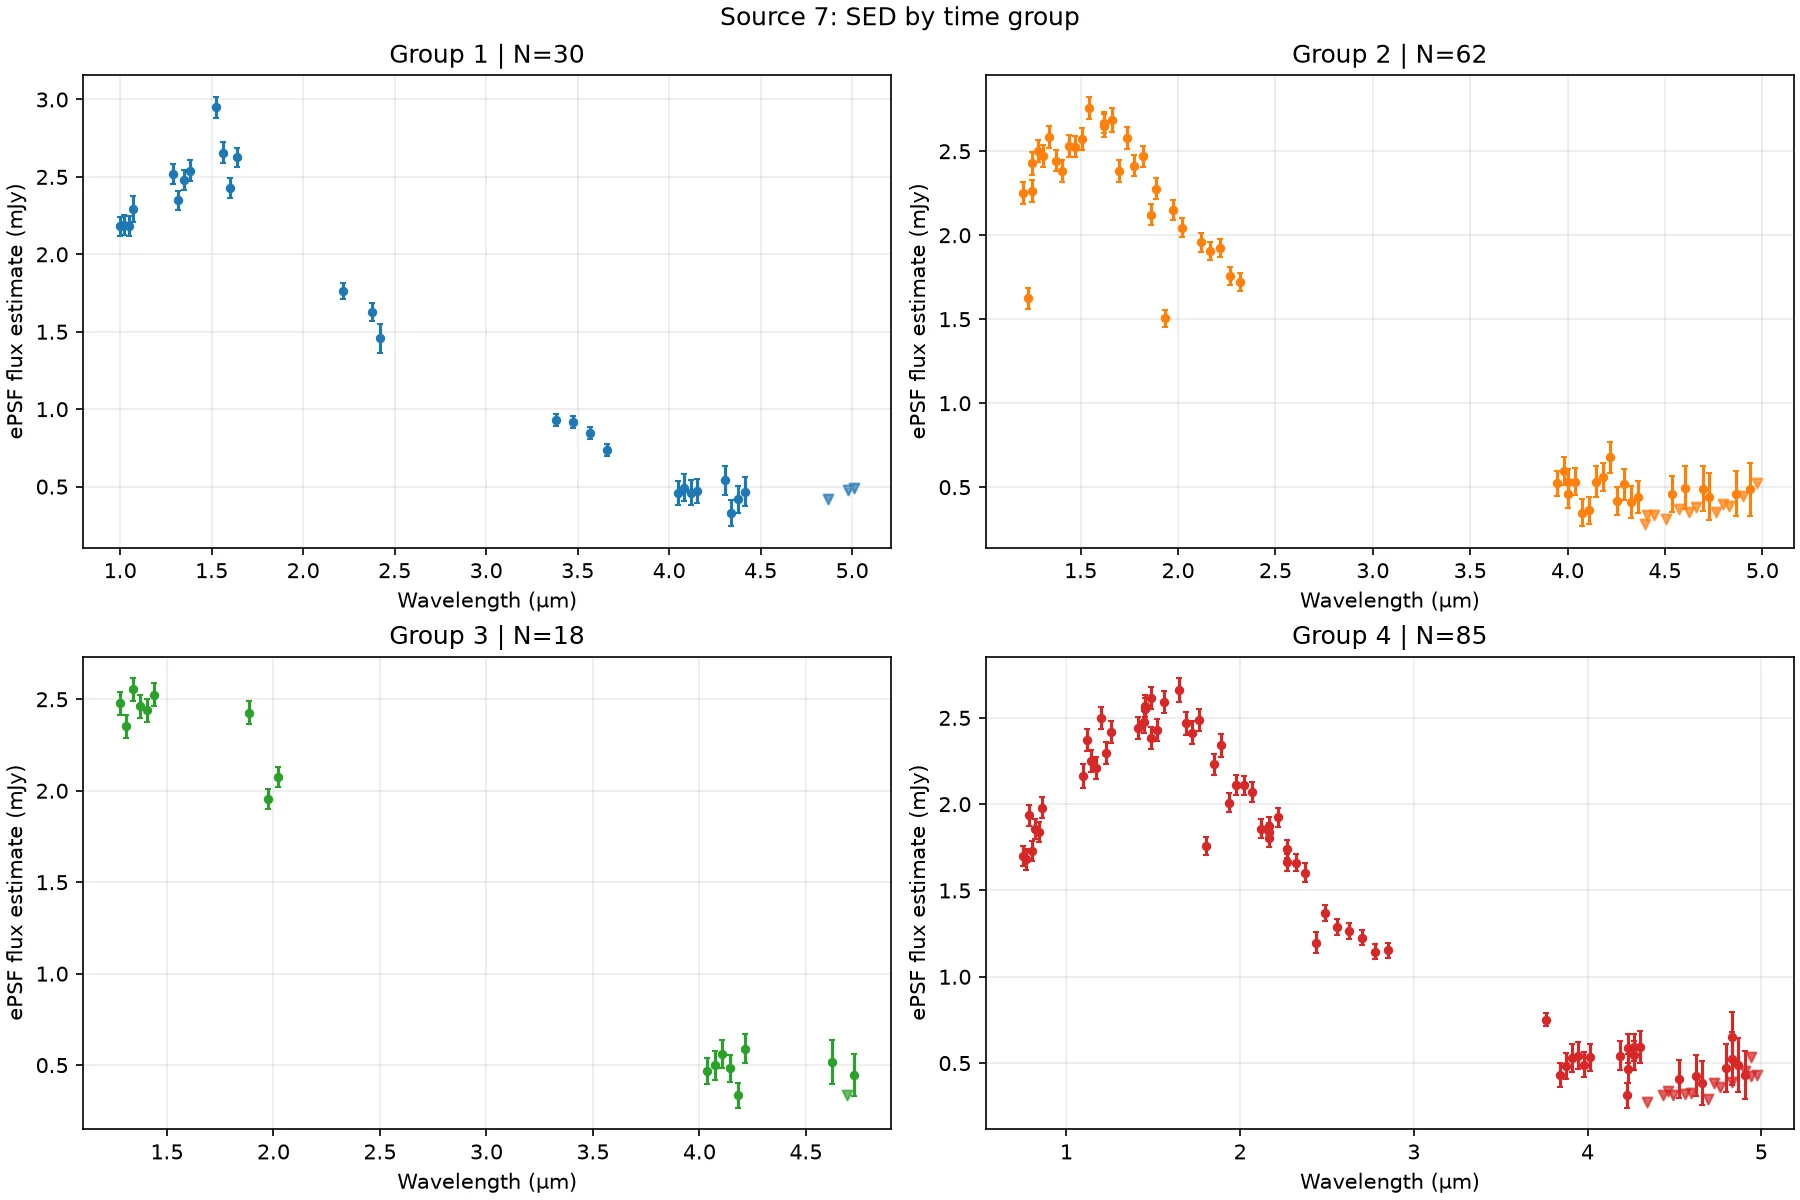 Source 7: SED by time group
Group 1 | N=30
ePSF flux estimate (mJy)
3.0
2.5
2.0
1.5
1.0
0.5
1.0 1.5 2.0 2.5 3.0 3.5 4.0 4.5 5.0
Wavelength (µm)
Group 2 | N=62
ePSF flux estimate (mJy)
2.5
2.0
1.5
1.0
0.5
1.5 2.0 2.5 3.0 3.5 4.0 4.5 5.0
Wavelength (µm)
Group 3 | N=18
ePSF flux estimate (mJy)
2.5
2.0
1.5
1.0
0.5
1.5 2.0 2.5 3.0 3.5 4.0 4.5
Wavelength (µm)
Group 4 | N=85
ePSF flux estimate (mJy)
2.5
2.0
1.5
1.0
0.5
1 2 3 4 5
Wavelength (µm)